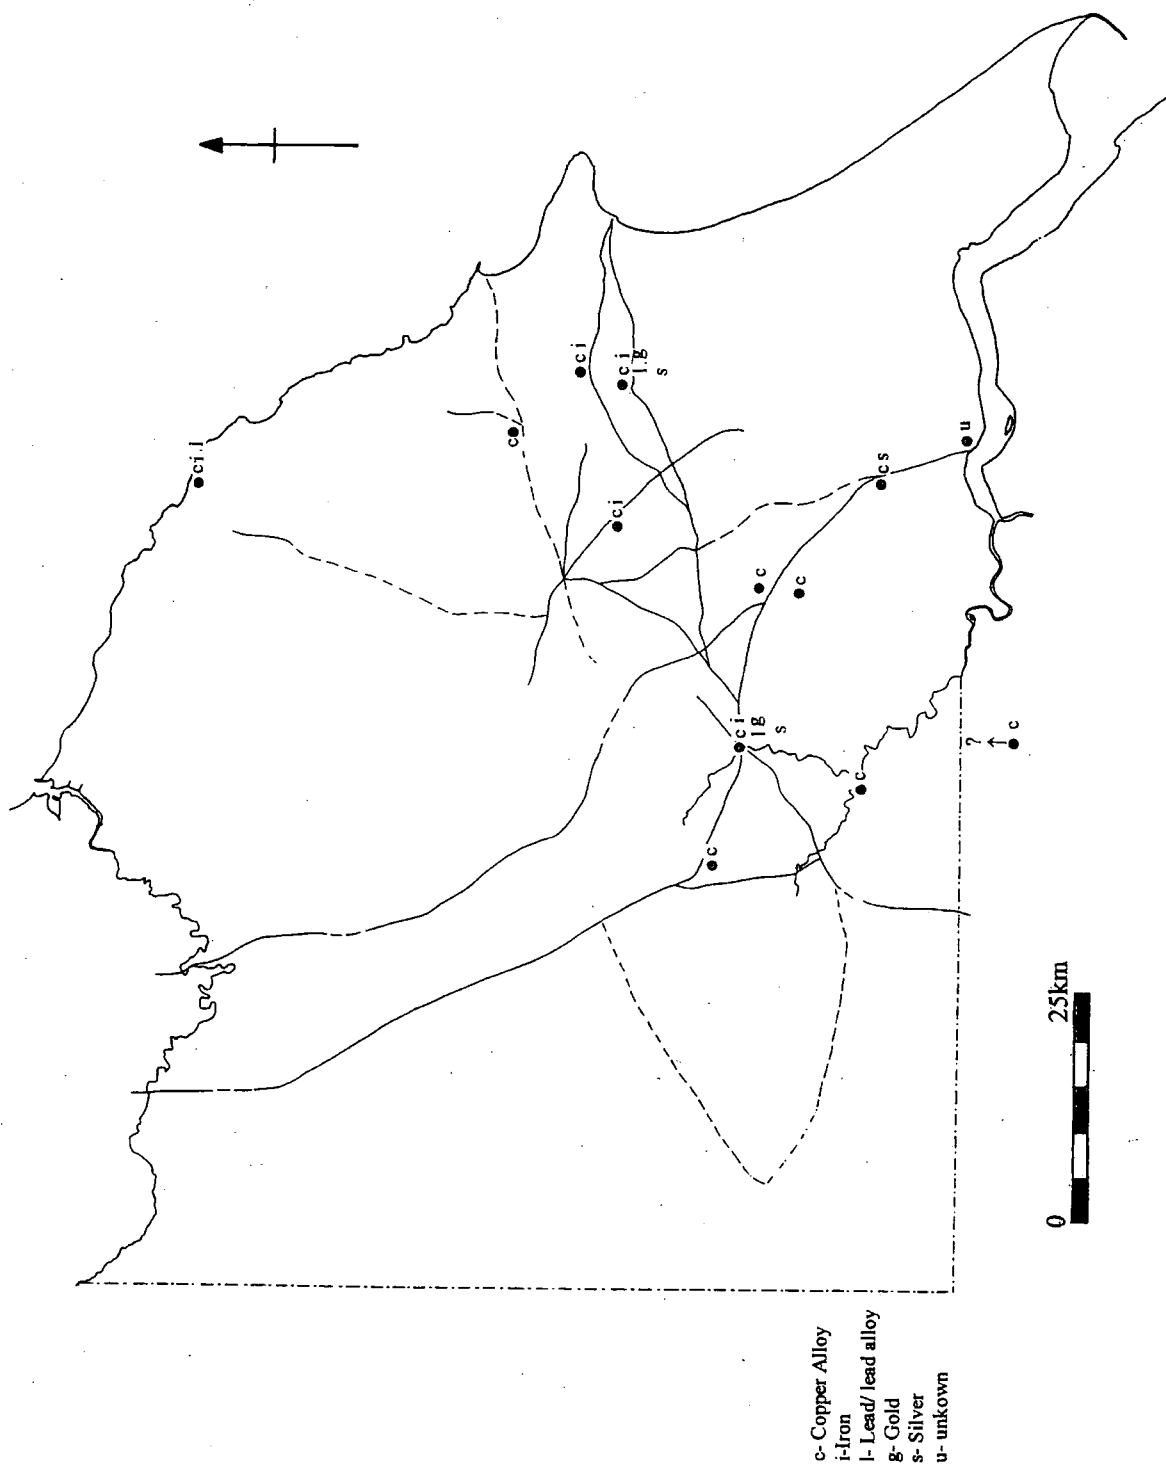 c i l
c
c i
c i
l.g
s
c i
c s
u
c
c
c i
l g
s
c
c
?
c
0
25km
c- Copper Alloy
i-Iron
l- Lead/ lead alloy
g- Gold
s- Silver
u- unkown